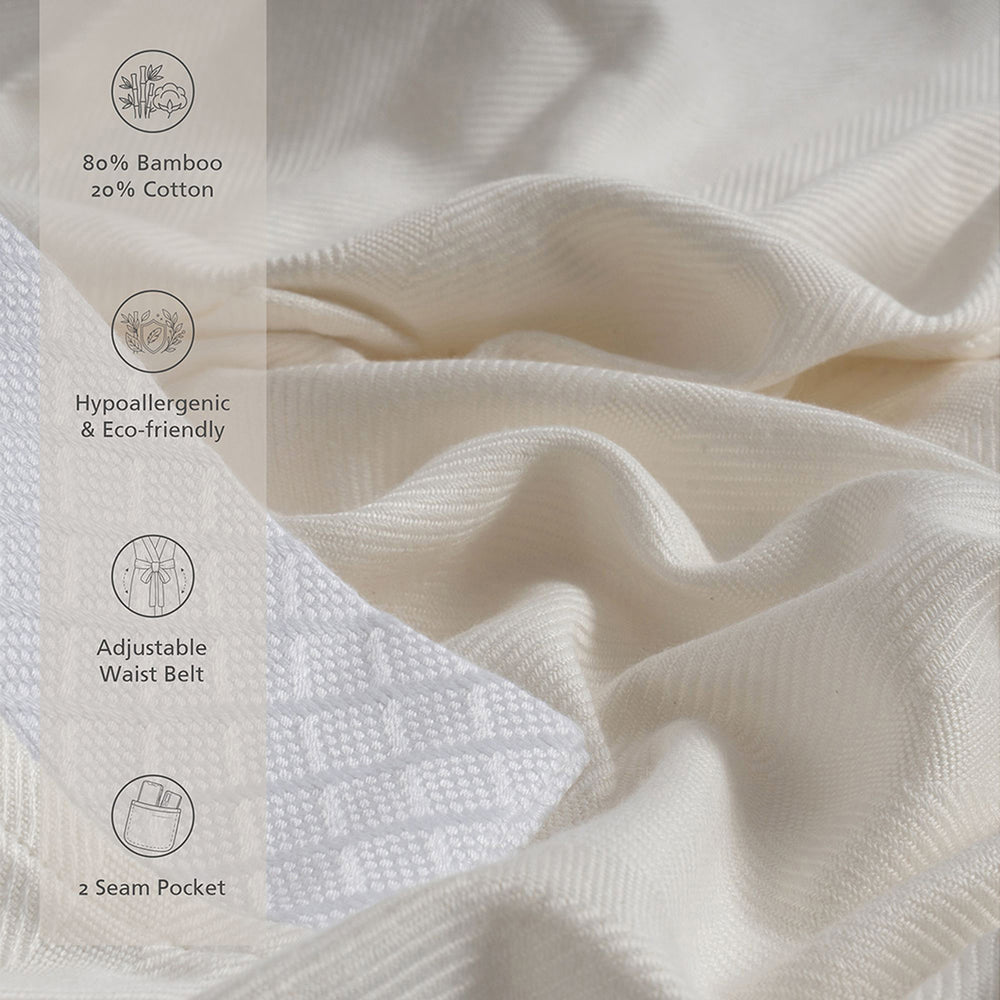 80% Bamboo
20% Cotton
Hypoallergenic
& Eco-friendly
Adjustable
Waist Belt
2 Seam Pocket